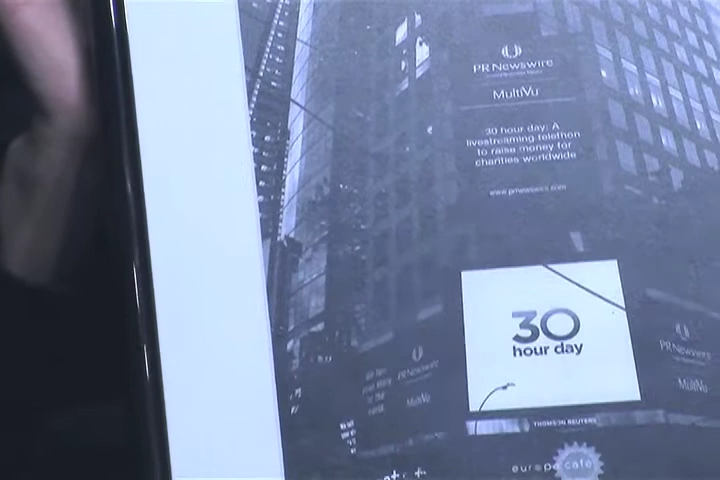 PR Newswire
MultiVu
30 hour day: A
livestreaming telethon
to raise money for
charities worldwide
www.prnewswire.com
30
hour day
PR Newswire
MultiVu
PR Newswire
MultiVu
THOMSON REUTERS
europa café